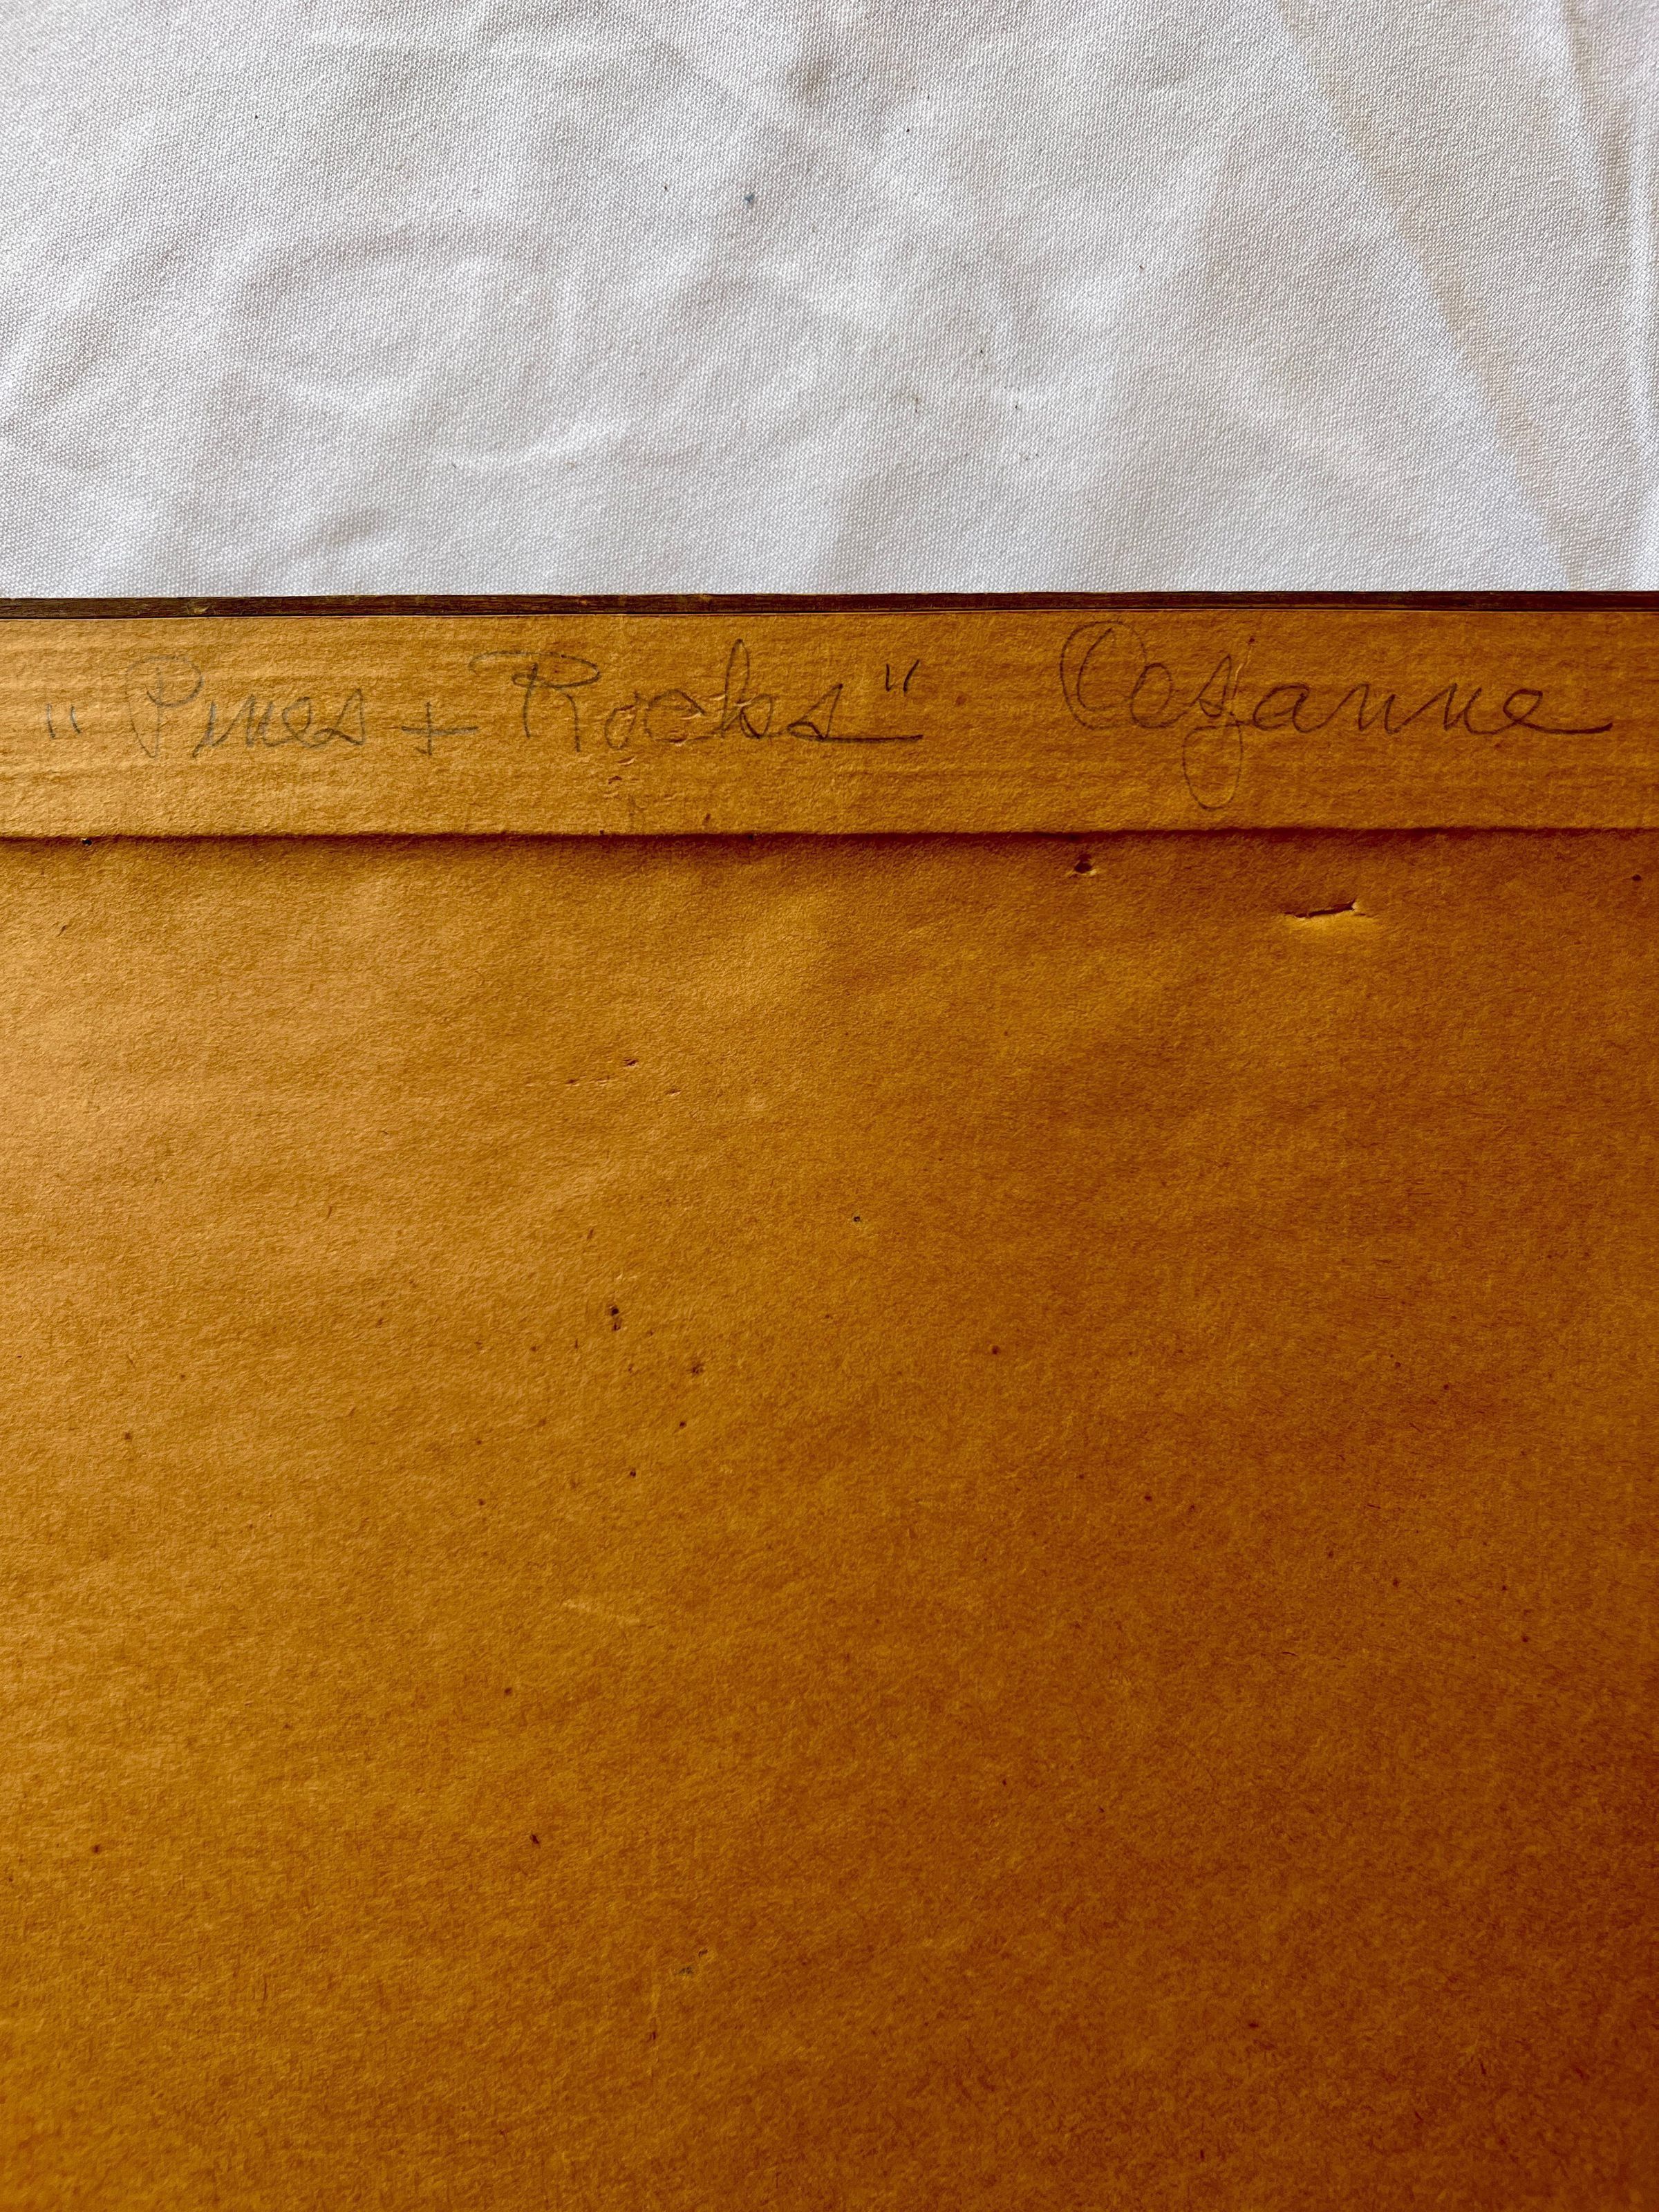 "Pines + Rocks" Cezanne